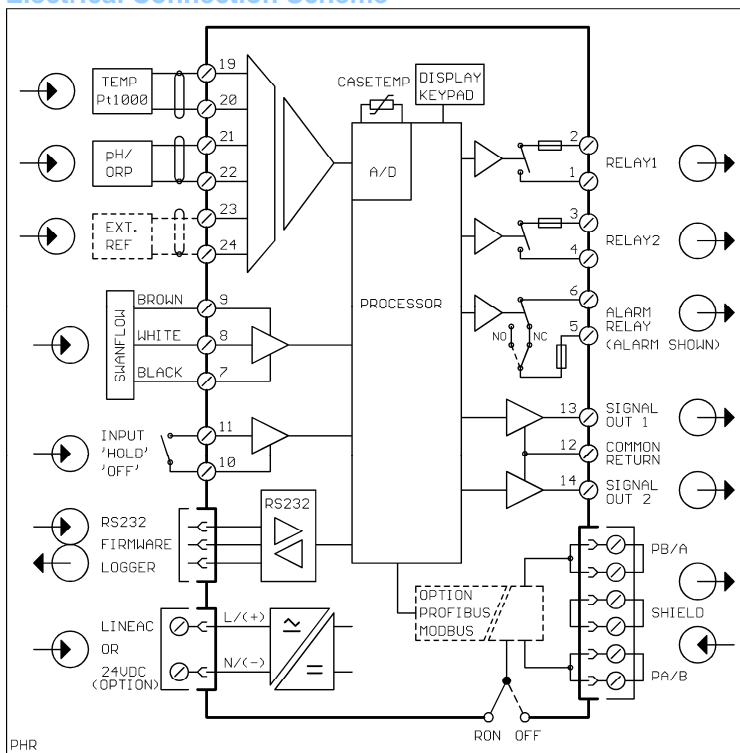 Electrical Connection Scheme
TEMP
Pt1000
19
20
pH/
ORP
21
22
EXT.
REF
23
24
SWANFLOW
BROWN
9
WHITE
8
BLACK
7
INPUT
'HOLD'
'OFF'
11
10
RS232
FIRMWARE
LOGGER
RS232
LINEAC
OR
24VDC
(OPTION)
L/(+)
N/(-)
CASETEMP
DISPLAY
KEYPAD
A/D
PROCESSOR
2
1
RELAY1
3
4
RELAY2
6
5
NO
NC
ALARM
RELAY
(ALARM SHOWN)
13
SIGNAL
OUT 1
12
COMMON
RETURN
14
SIGNAL
OUT 2
OPTION
PROFIBUS
MODBUS
PB/A
SHIELD
PA/B
RON OFF
PHR